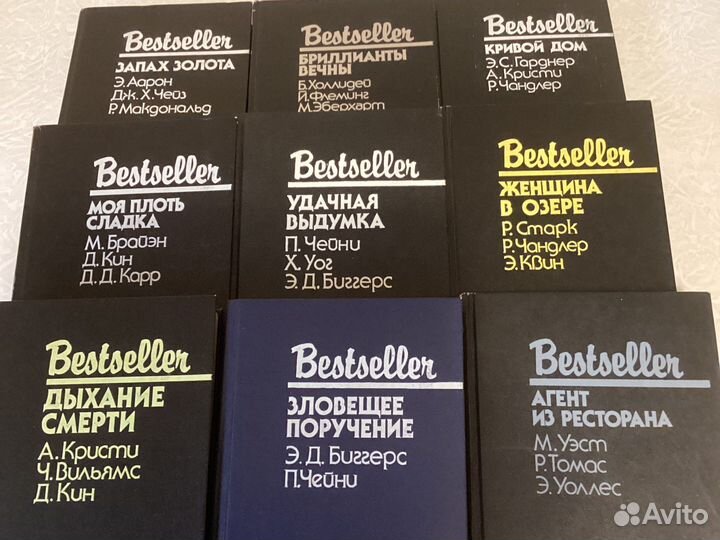 Bestseller
ЗАПАХ ЗОЛОТА
Э. Аарон
Дж. Х. Чейз
Р. Макдональд
Bestseller
БРИЛЛИАНТЫ
ВЕЧНЫ
Б. Холлидей
Й. Флеминг
М. Эберхарт
Bestseller
КРИВОЙ ДОМ
Э. С. Гарднер
А. Кристи
Р. Чандлер
Bestseller
МОЯ ПЛОТЬ
СЛАДКА
М. Брайэн
Д. Кин
Д. Д. Карр
Bestseller
УДАЧНАЯ
ВЫДУМКА
П. Чейни
Х. Уог
Э. Д. Биггерс
Bestseller
ЖЕНЩИНА
В ОЗЕРЕ
Р. Старк
Р. Чандлер
Э. Квин
Bestseller
ДЫХАНИЕ
СМЕРТИ
А. Кристи
Ч. Вильямс
Д. Кин
Bestseller
ЗЛОВЕЩЕЕ
ПОРУЧЕНИЕ
Э. Д. Биггерс
П. Чейни
Bestseller
АГЕНТ
ИЗ РЕСТОРАНА
М. Уэст
Р. Томас
Э. Уоллес
Avito